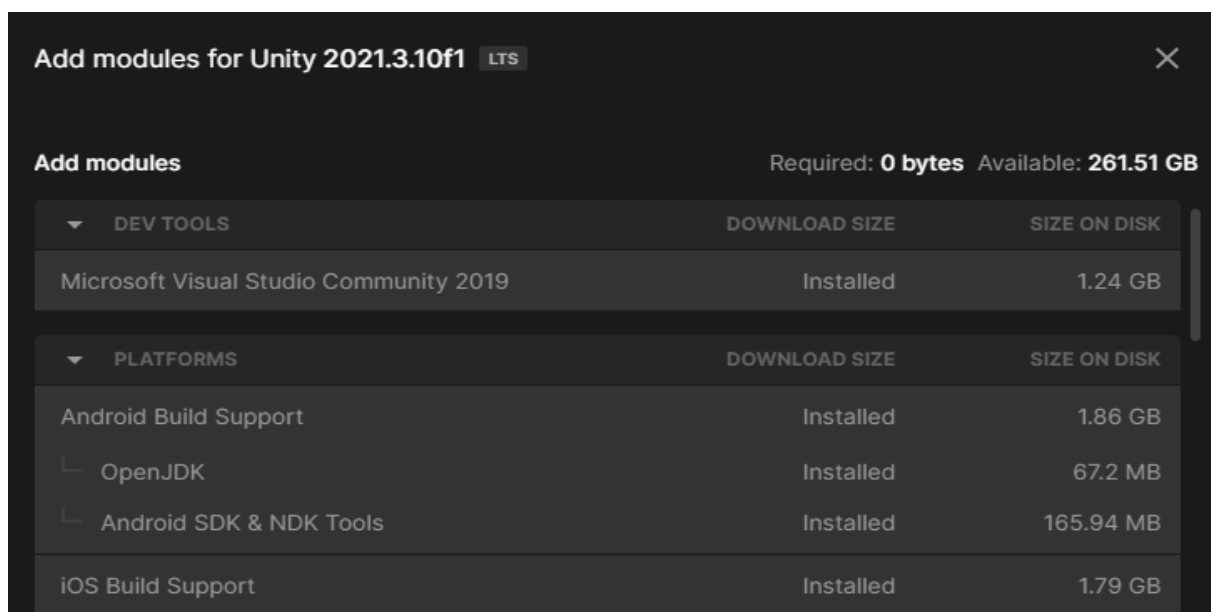 Add modules for Unity 2021.3.10f1 LTS
Add modules Required: 0 bytes Available: 261.51 GB
DEV TOOLS DOWNLOAD SIZE SIZE ON DISK
Microsoft Visual Studio Community 2019 Installed 1.24 GB
PLATFORMS DOWNLOAD SIZE SIZE ON DISK
Android Build Support Installed 1.86 GB
OpenJDK Installed 67.2 MB
Android SDK & NDK Tools Installed 165.94 MB
iOS Build Support Installed 1.79 GB